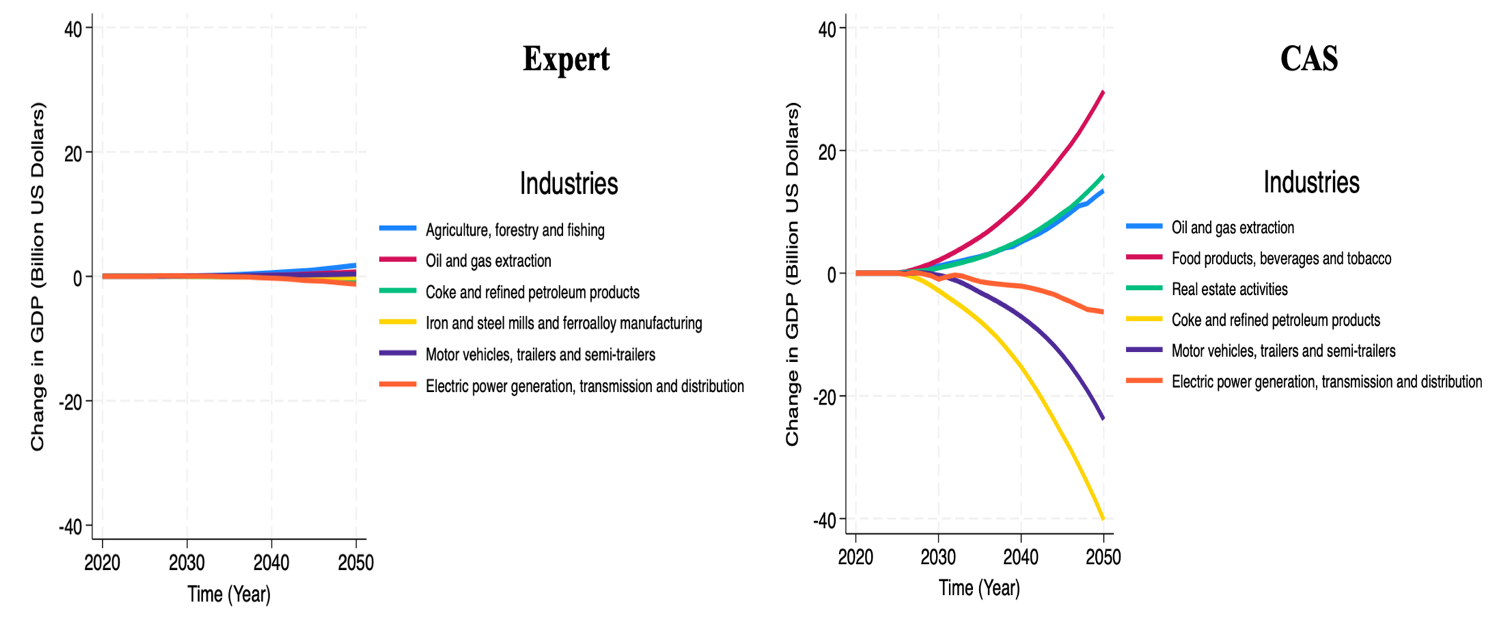 Expert
Change in GDP (Billion US Dollars)
40
20
0
-20
-40
2020 2030 2040 2050
Time (Year)
Industries
Agriculture, forestry and fishing
Oil and gas extraction
Coke and refined petroleum products
Iron and steel mills and ferroalloy manufacturing
Motor vehicles, trailers and semi-trailers
Electric power generation, transmission and distribution
CAS
Change in GDP (Billion US Dollars)
40
20
0
-20
-40
2020 2030 2040 2050
Time (Year)
Industries
Oil and gas extraction
Food products, beverages and tobacco
Real estate activities
Coke and refined petroleum products
Motor vehicles, trailers and semi-trailers
Electric power generation, transmission and distribution